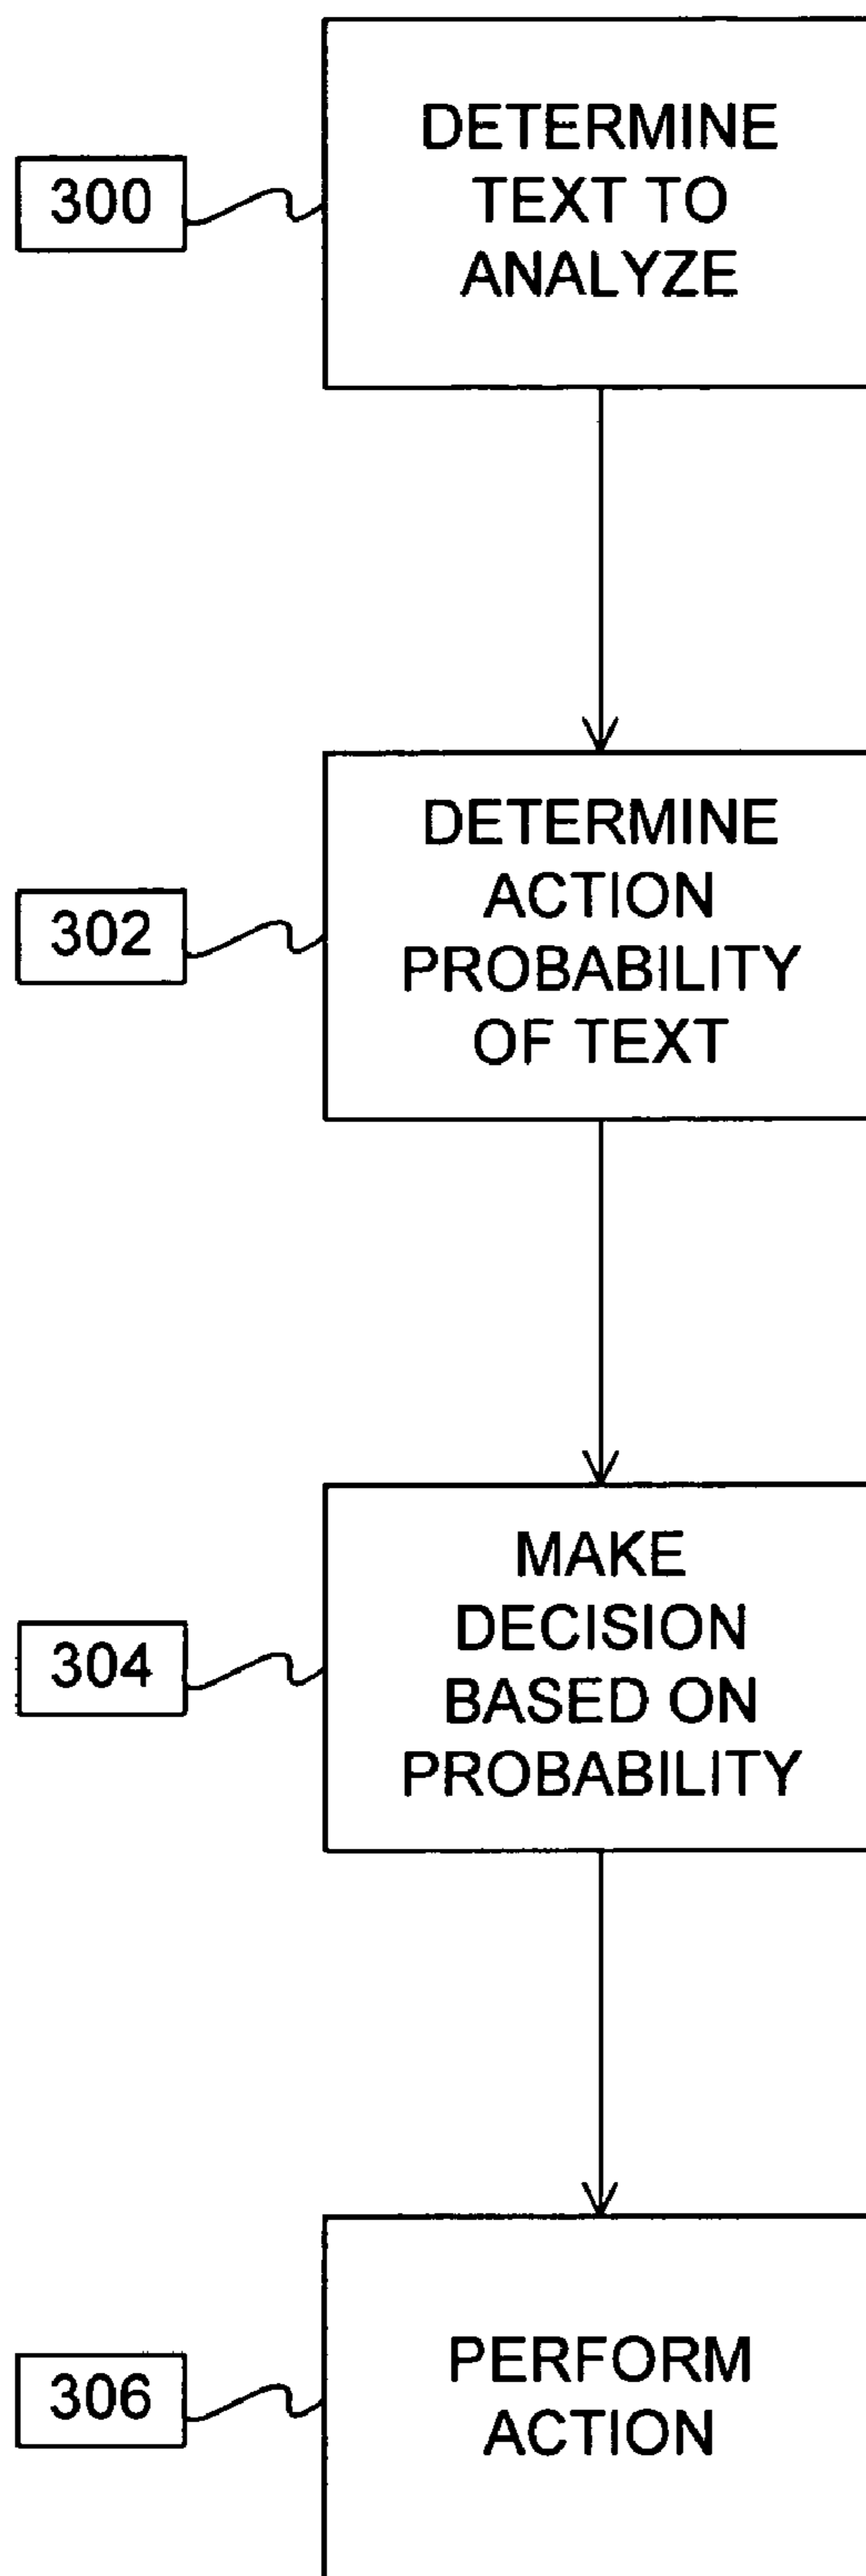 DETERMINE
TEXT TO
ANALYZE
300
DETERMINE
ACTION
PROBABILITY
OF TEXT
302
MAKE
DECISION
BASED ON
PROBABILITY
304
PERFORM
ACTION
306